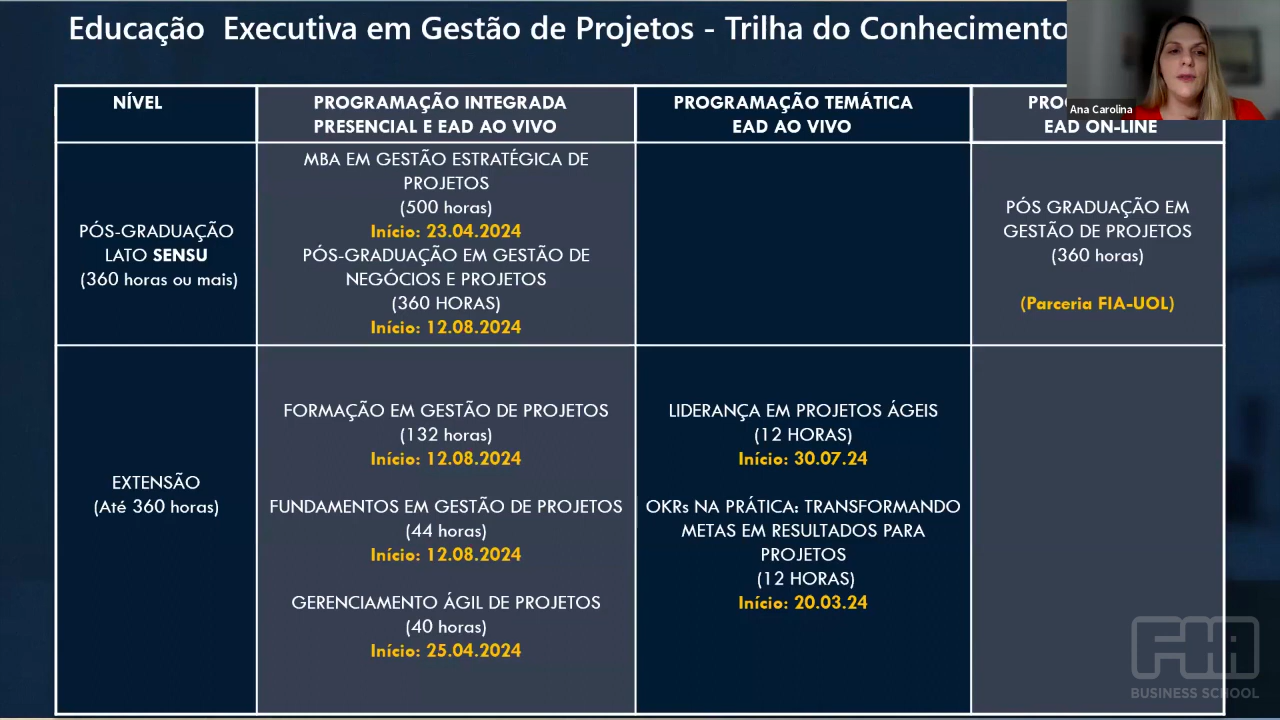 Educação Executiva em Gestão de Projetos - Trilha do Conhecimento
Ana Carolina
NÍVEL
PROGRAMAÇÃO INTEGRADA
PRESENCIAL E EAD AO VIVO
PROGRAMAÇÃO TEMÁTICA
EAD AO VIVO
EAD ON-LINE
PÓS-GRADUAÇÃO
LATO SENSU
(360 horas ou mais)
MBA EM GESTÃO ESTRATÉGICA DE
PROJETOS
(500 horas)
Início: 23.04.2024
PÓS-GRADUAÇÃO EM GESTÃO DE
NEGÓCIOS E PROJETOS
(360 HORAS)
Início: 12.08.2024
PÓS GRADUAÇÃO EM
GESTÃO DE PROJETOS
(360 horas)
(Parceria FIA-UOL)
EXTENSÃO
(Até 360 horas)
FORMAÇÃO EM GESTÃO DE PROJETOS
(132 horas)
Início: 12.08.2024
FUNDAMENTOS EM GESTÃO DE PROJETOS
(44 horas)
Início: 12.08.2024
GERENCIAMENTO ÁGIL DE PROJETOS
(40 horas)
Início: 25.04.2024
LIDERANÇA EM PROJETOS ÁGEIS
(12 HORAS)
Início: 30.07.24
OKRs NA PRÁTICA: TRANSFORMANDO
METAS EM RESULTADOS PARA
PROJETOS
(12 HORAS)
Início: 20.03.24
FIA
BUSINESS SCHOOL